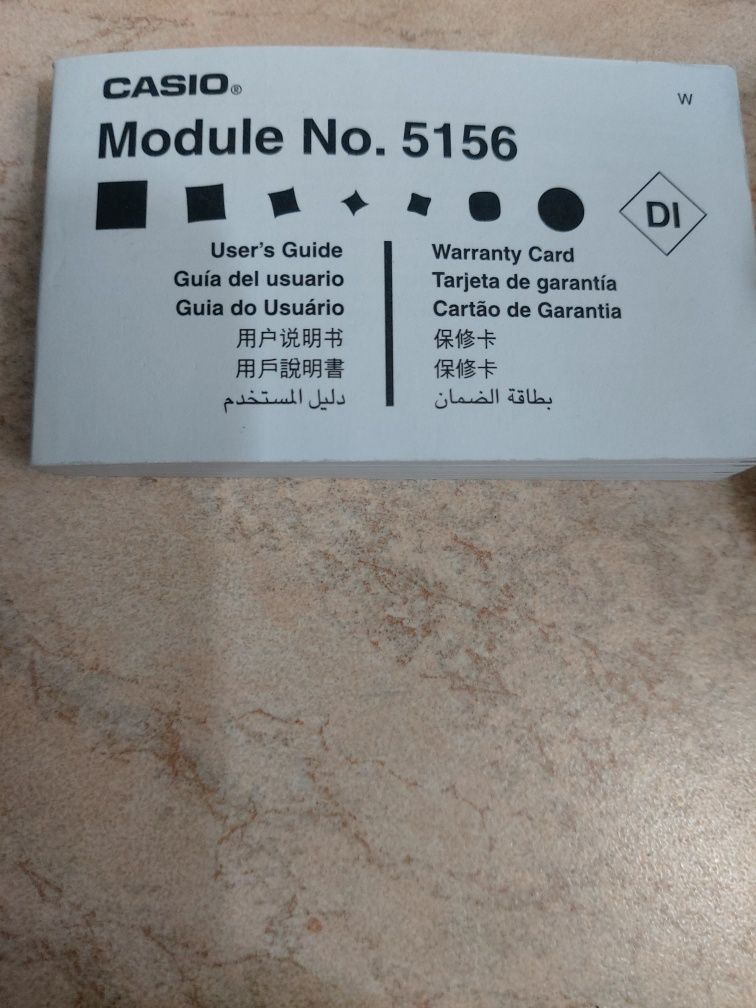 CASIO®
W
Module No. 5156
DI
User's Guide
Guía del usuario
Guia do Usuário
用户说明书
用戶說明書
دليل المستخدم
Warranty Card
Tarjeta de garantía
Cartão de Garantia
保修卡
保修卡
بطاقة الضمان